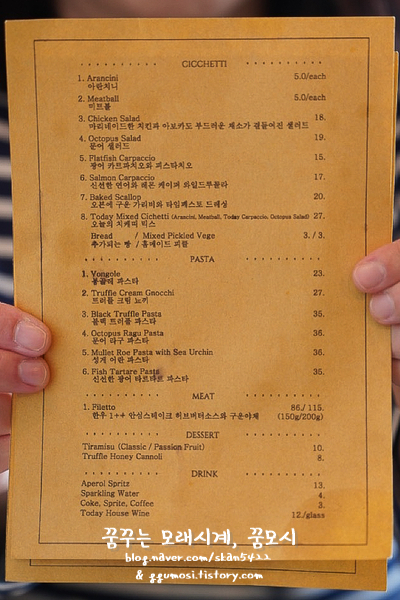 CICCHETTI
1. Arancini 5.0/each
아란치니
2. Meatball 5.0/each
미트볼
3. Chicken Salad 18.
마리네이드한 치킨과 아보카도 부드러운 채소가 곁들어진 샐러드
4. Octopus Salad 19.
문어 샐러드
5. Flatfish Carpaccio 15.
광어 카르파치오와 피스타치오
6. Salmon Carpaccio 17.
신선한 연어와 레몬 케이퍼 와일드루꼴라
7. Baked Scallop 20.
오븐에 구운 가리비와 타임페스토 드레싱
8. Today Mixed Cichetti (Arancini, Meatball, Today Carpaccio, Octopus Salad) 27.
오늘의 치케띠 믹스
Bread / Mixed Pickled Vege 3. / 3.
추가되는 빵 / 홈메이드 피클
PASTA
1. Vongole 23.
봉골레 파스타
2. Truffle Cream Gnocchi 27.
트러플 크림 뇨끼
3. Black Truffle Pasta 35.
블랙 트러플 파스타
4. Octopus Ragu Pasta 35.
문어 라구 파스타
5. Mullet Roe Pasta with Sea Urchin 36.
성게 어란 파스타
6. Fish Tartare Pasta 35.
신선한 광어 타르타르 파스타
MEAT
1. Filetto 86./ 115.
한우 1++ 안심스테이크 허브버터소스와 구운야채 (150g/200g)
DESSERT
Tiramisu (Classic / Passion Fruit) 10.
Truffle Honey Cannoli 8.
DRINK
Aperol Spritz 13.
Sparkling Water 4.
Coke, Sprite, Coffee 3.
Today House Wine 12./glass
꿈꾸는 모래시계, 꿈모시
blog.naver.com/stan5422
& ggumosi.tistory.com